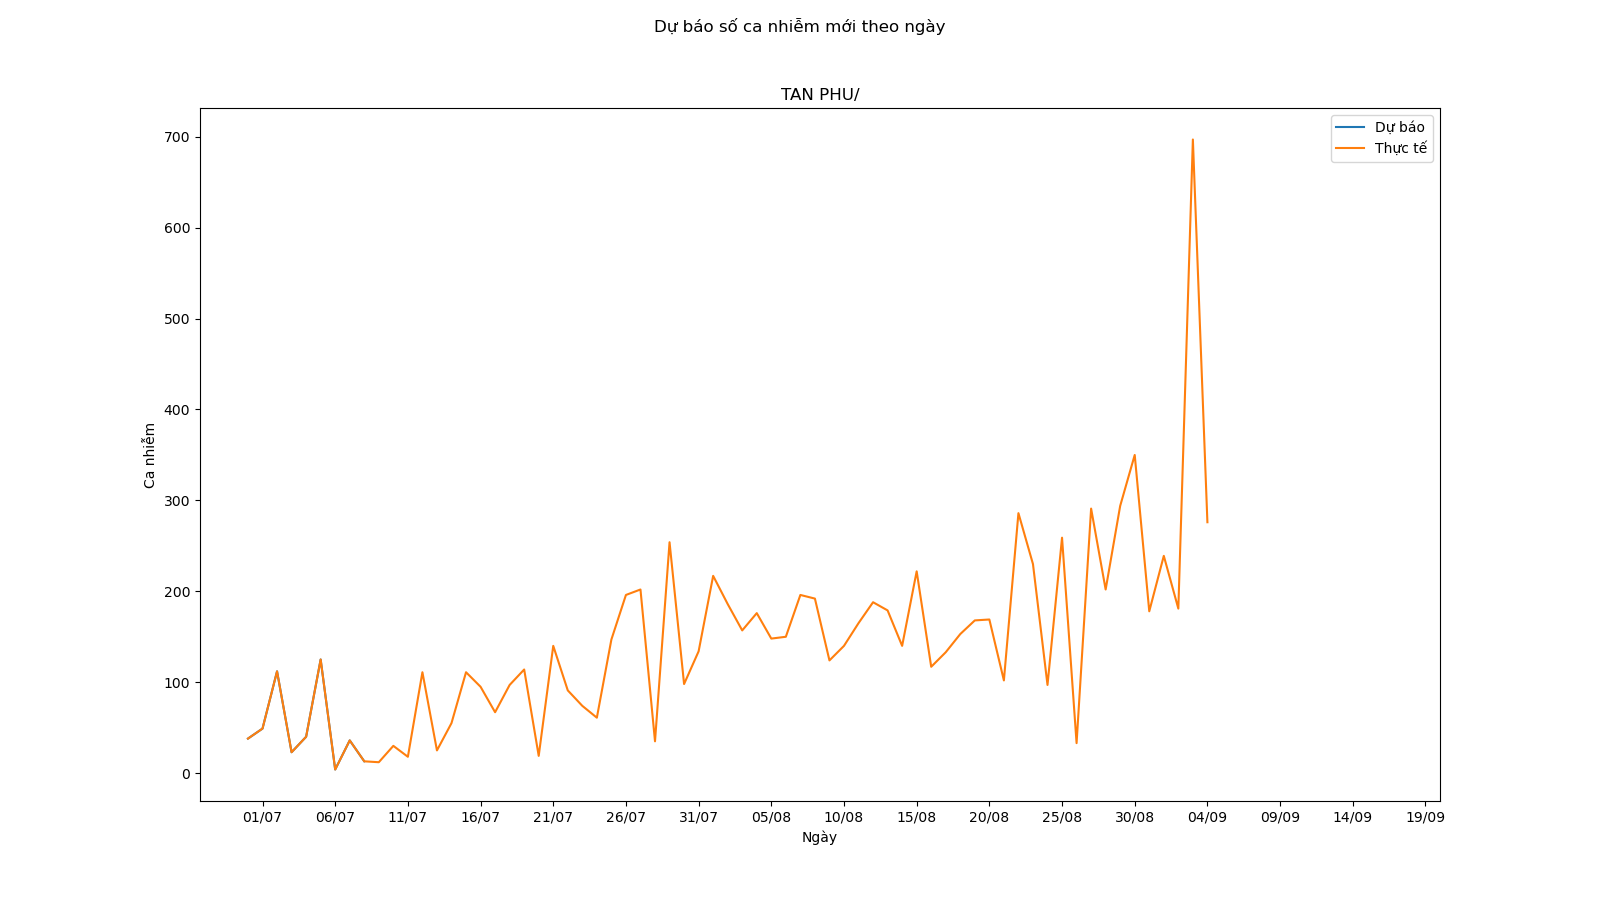 Dự báo số ca nhiễm mới theo ngày
TAN PHU/
Dự báo
Thực tế
700
600
500
400
300
200
100
0
Ca nhiễm
01/07 06/07 11/07 16/07 21/07 26/07 31/07 05/08 10/08 15/08 20/08 25/08 30/08 04/09 09/09 14/09 19/09
Ngày